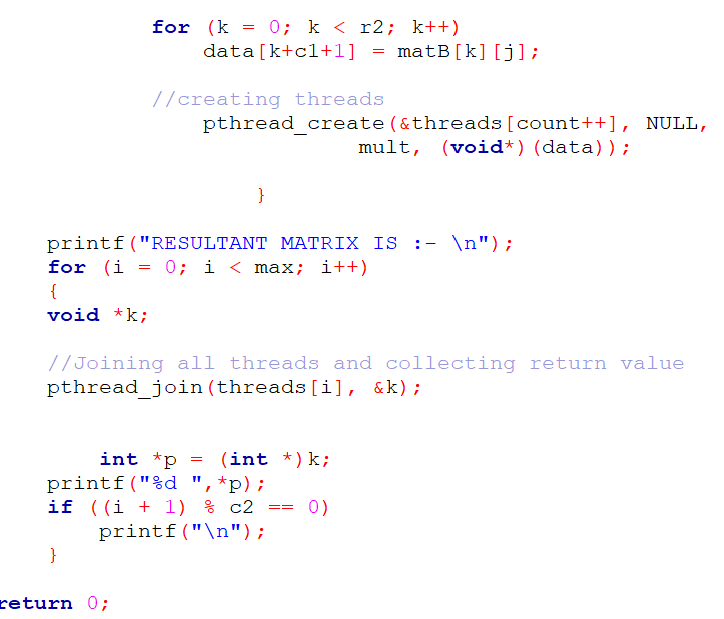 for (k = 0; k < r2; k++)
data[k+c1+1] = matB[k][j];
//creating threads
pthread_create(&threads[count++], NULL,
mult, (void*)(data));
}
printf("RESULTANT MATRIX IS :- \n");
for (i = 0; i < max; i++)
{
void *k;
//Joining all threads and collecting return value
pthread_join(threads[i], &k);
int *p = (int *)k;
printf("%d ",*p);
if ((i + 1) % c2 == 0)
printf("\n");
}
return 0;